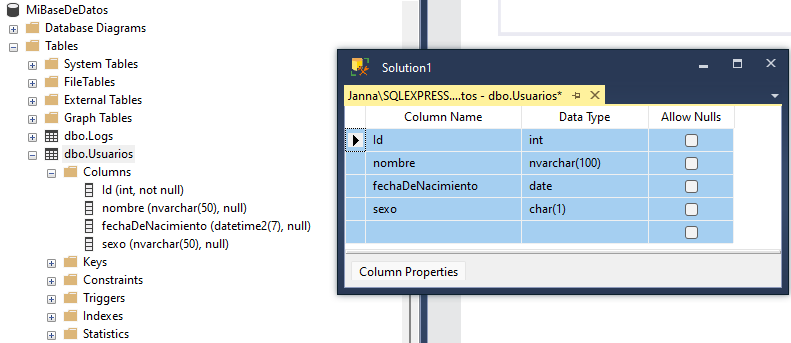 MiBaseDeDatos
Database Diagrams
Tables
System Tables
FileTables
External Tables
Graph Tables
dbo.Logs
dbo.Usuarios
Columns
Id (int, not null)
nombre (nvarchar(50), null)
fechaDeNacimiento (datetime2(7), null)
sexo (nvarchar(50), null)
Keys
Constraints
Triggers
Indexes
Statistics
Solution1
Janna\SQLEXPRESS....tos - dbo.Usuarios*
Column Name Data Type Allow Nulls
Id int
nombre nvarchar(100)
fechaDeNacimiento date
sexo char(1)
Column Properties